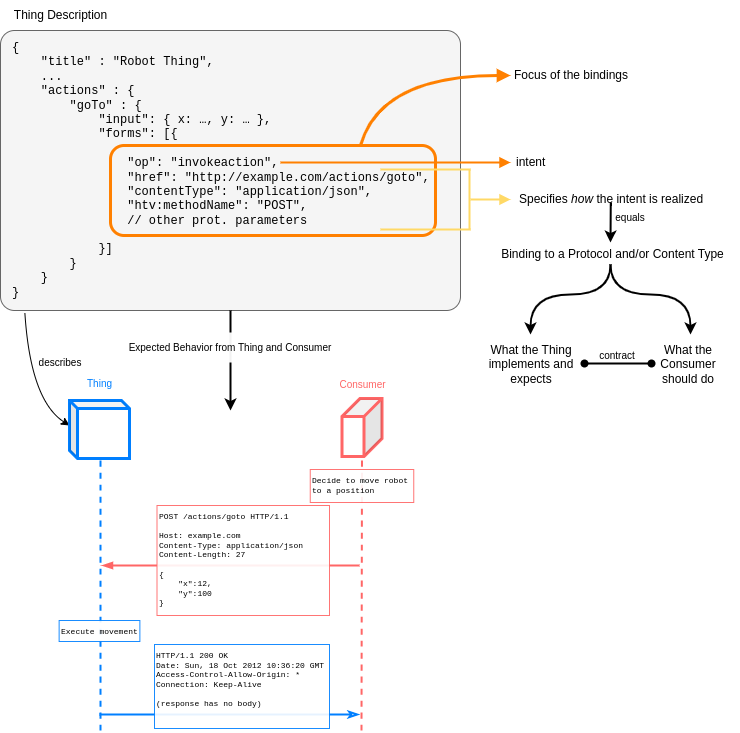 Thing Description
{
"title" : "Robot Thing",
...
"actions" : {
"goTo" : {
"input": { x: …, y: … },
"forms": [{
"op": "invokeaction",
"href": "http://example.com/actions/goto",
"contentType": "application/json",
"htv:methodName": "POST",
// other prot. parameters
}]
}
}
}
Focus of the bindings
intent
Specifies how the intent is realized
equals
Binding to a Protocol and/or Content Type
What the Thing
implements and
expects
contract
What the
Consumer
should do
describes
Expected Behavior from Thing and Consumer
Thing
Consumer
Decide to move robot
to a position
POST /actions/goto HTTP/1.1
Host: example.com
Content-Type: application/json
Content-Length: 27
{
"x":12,
"y":100
}
Execute movement
HTTP/1.1 200 OK
Date: Sun, 18 Oct 2012 10:36:20 GMT
Access-Control-Allow-Origin: *
Connection: Keep-Alive
(response has no body)